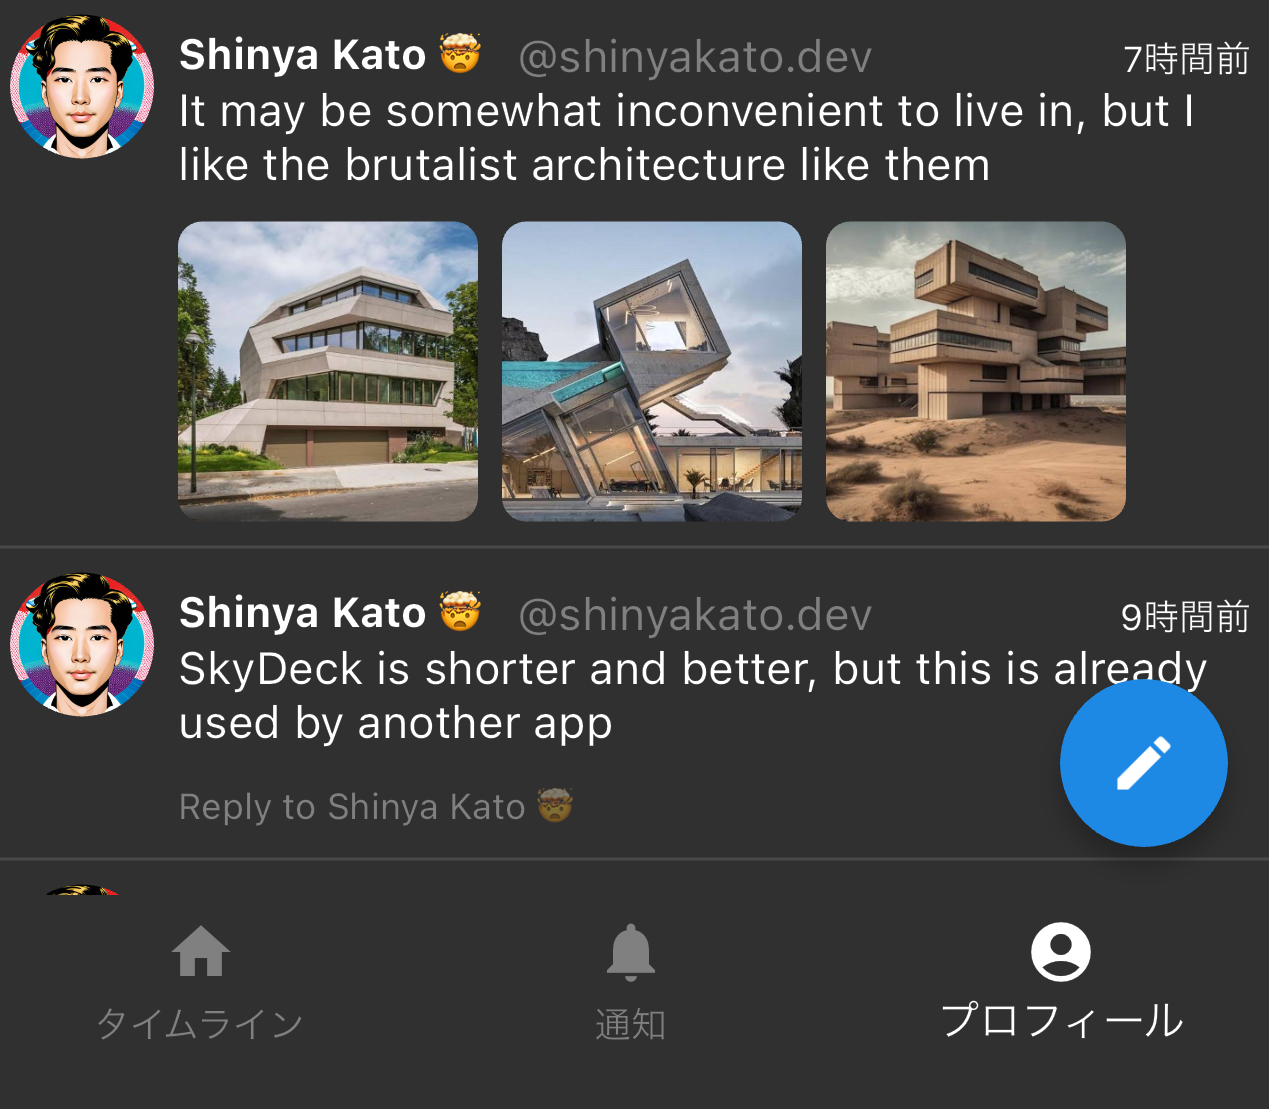 Shinya Kato 🤯 @shinyakato.dev 7時間前
It may be somewhat inconvenient to live in, but I
like the brutalist architecture like them
Shinya Kato 🤯 @shinyakato.dev 9時間前
SkyDeck is shorter and better, but this is already
used by another app
Reply to Shinya Kato 🤯
タイムライン
通知
プロフィール